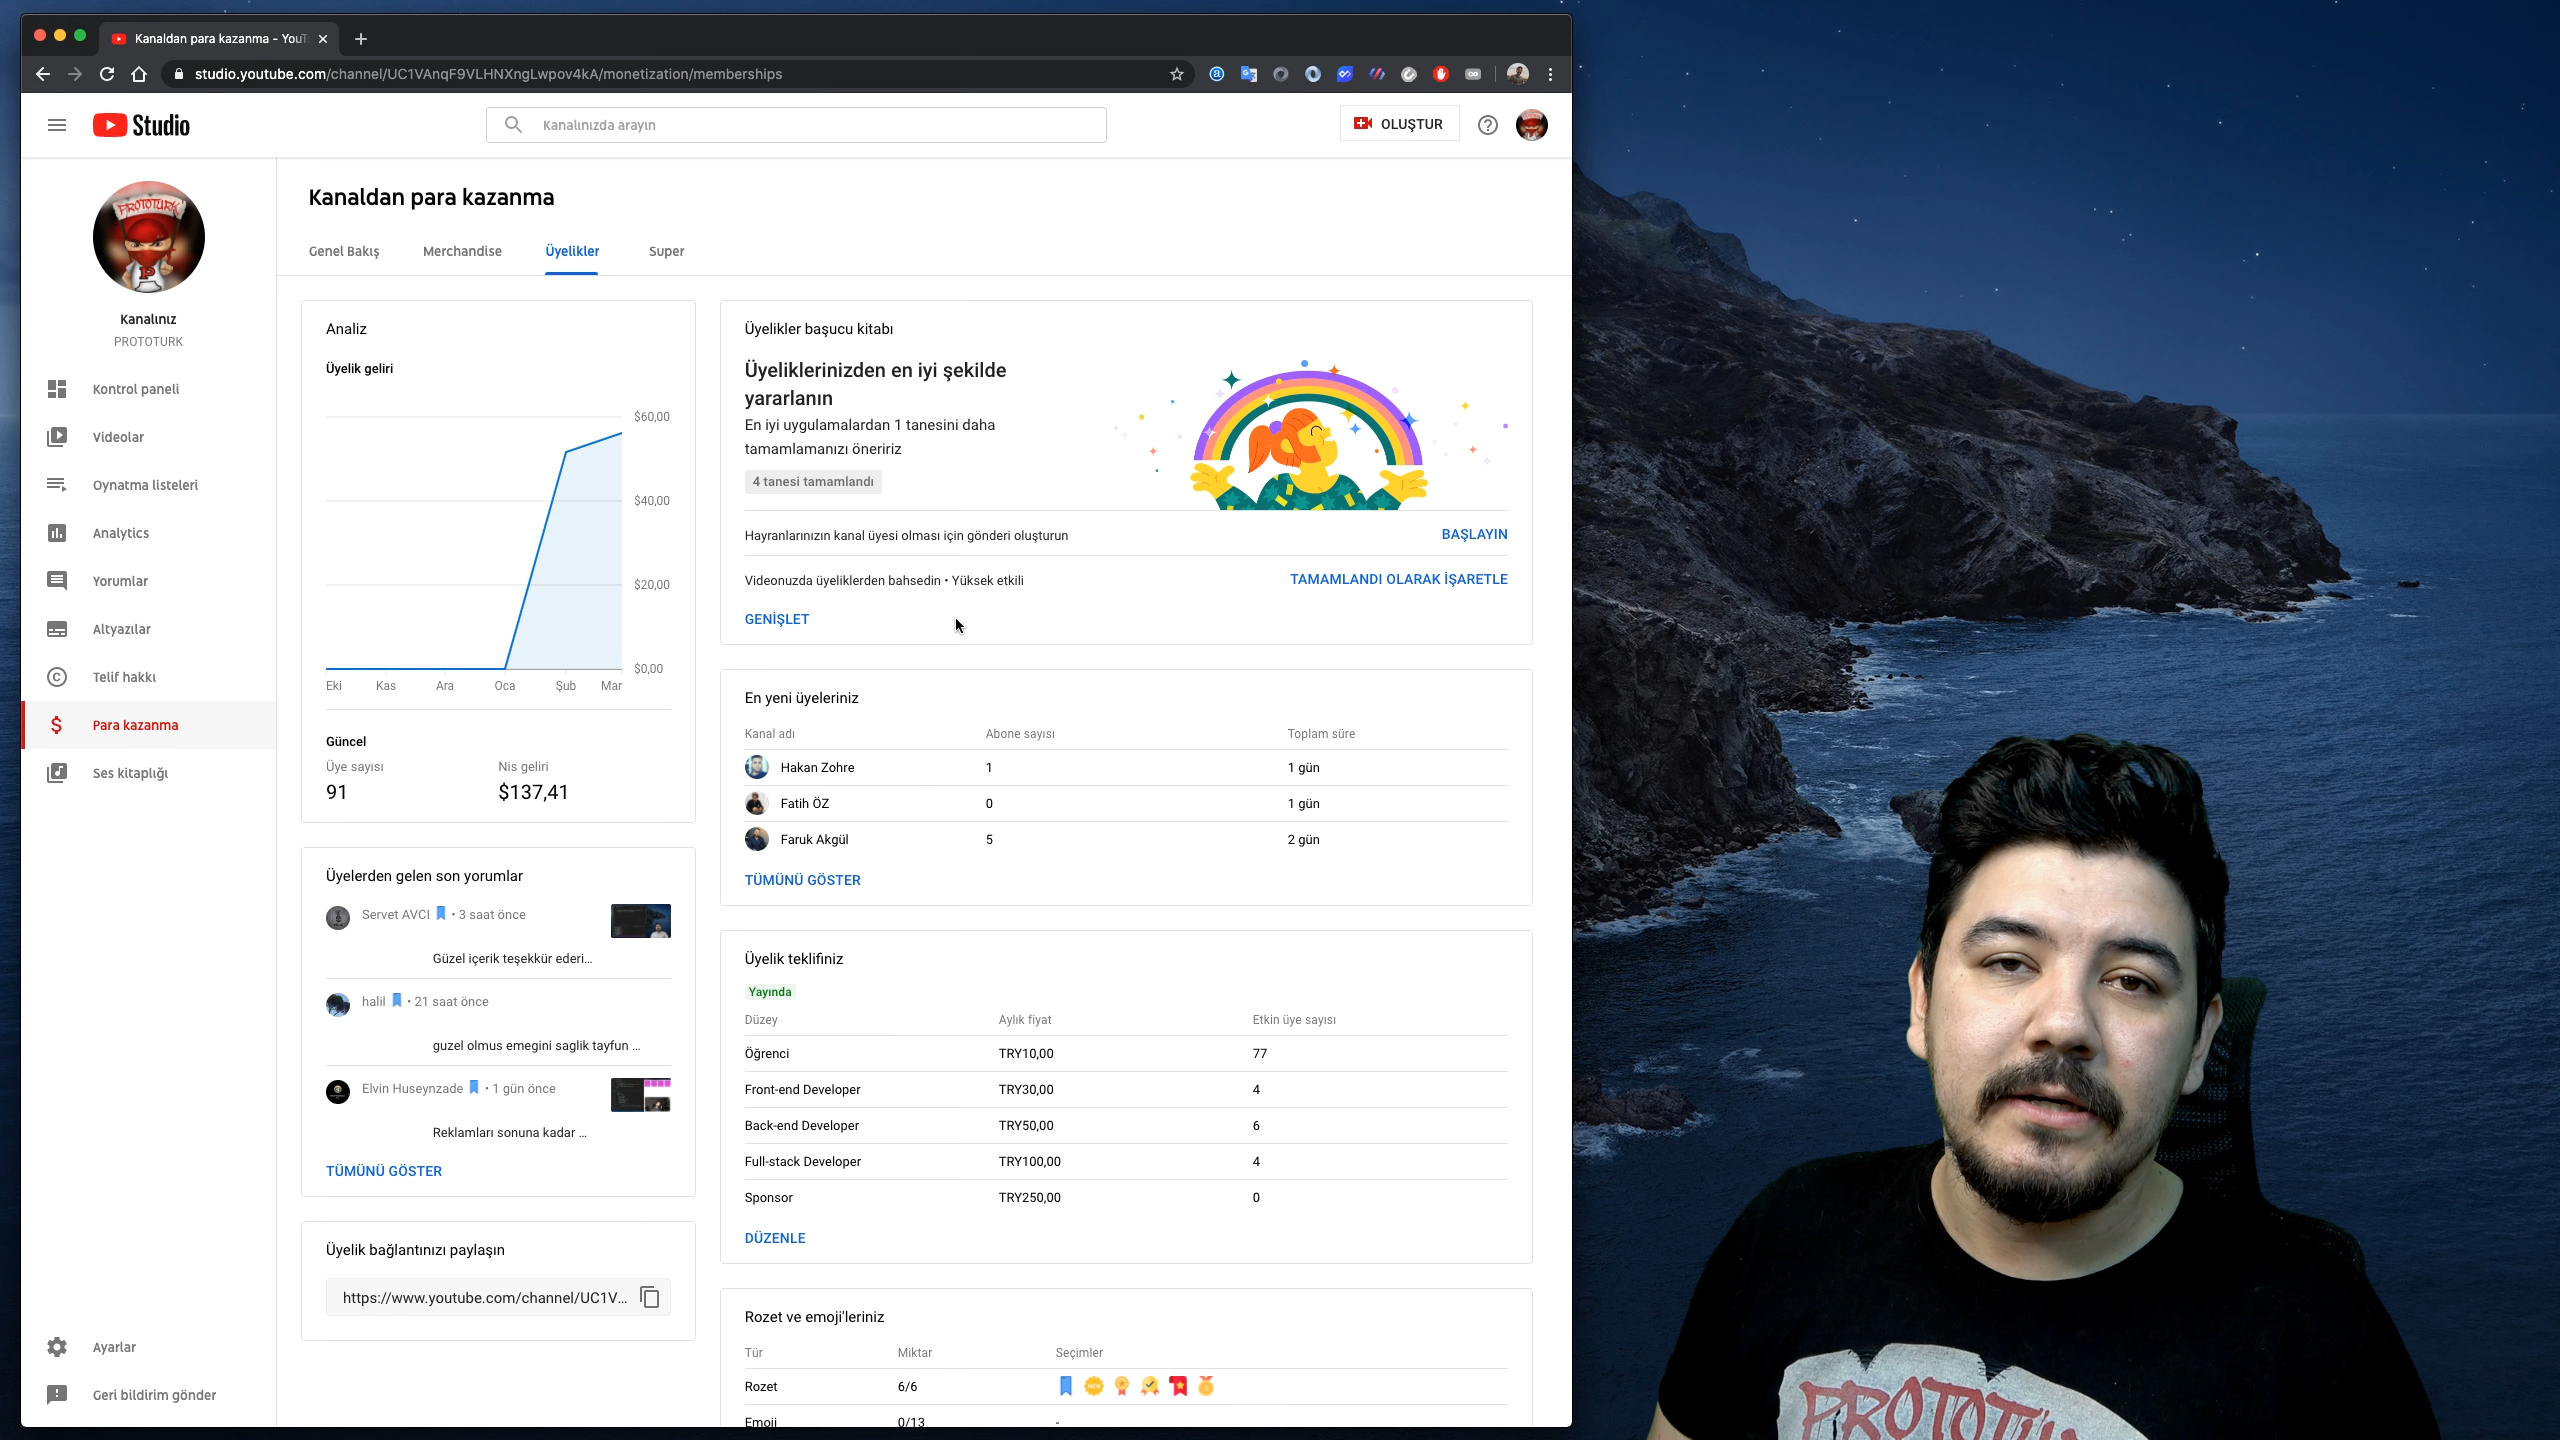 Kanaldan para kazanma - YouT
studio.youtube.com/channel/UC1VAnqF9VLHNXngLwpov4kA/monetization/memberships
Studio
Kanalınızda arayın
OLUŞTUR
PROTOTURK
Kanalınız
PROTOTURK
Kontrol paneli
Videolar
Oynatma listeleri
Analytics
Yorumlar
Altyazılar
Telif hakkı
Para kazanma
Ses kitaplığı
Ayarlar
Geri bildirim gönder
Kanaldan para kazanma
Genel Bakış Merchandise Üyelikler Super
Analiz
Üyelik geliri
$60,00
$40,00
$20,00
$0,00
Eki Kas Ara Oca Şub Mar
Güncel
Üye sayısı Nis geliri
91 $137,41
Üyelerden gelen son yorumlar
Servet AVCI • 3 saat önce
Güzel içerik teşekkür ederi...
halil • 21 saat önce
guzel olmus emegini saglik tayfun ...
Elvin Huseynzade • 1 gün önce
Reklamları sonuna kadar ...
TÜMÜNÜ GÖSTER
Üyelik bağlantınızı paylaşın
https://www.youtube.com/channel/UC1V...
Üyelikler başucu kitabı
Üyeliklerinizden en iyi şekilde
yararlanın
En iyi uygulamalardan 1 tanesini daha
tamamlamanızı öneririz
4 tanesi tamamlandı
Hayranlarınızın kanal üyesi olması için gönderi oluşturun BAŞLAYIN
Videonuzda üyeliklerden bahsedin • Yüksek etkili TAMAMLANDI OLARAK İŞARETLE
GENİŞLET
En yeni üyeleriniz
Kanal adı Abone sayısı Toplam süre
Hakan Zohre 1 1 gün
Fatih ÖZ 0 1 gün
Faruk Akgül 5 2 gün
TÜMÜNÜ GÖSTER
Üyelik teklifiniz
Yayında
Düzey Aylık fiyat Etkin üye sayısı
Öğrenci TRY10,00 77
Front-end Developer TRY30,00 4
Back-end Developer TRY50,00 6
Full-stack Developer TRY100,00 4
Sponsor TRY250,00 0
DÜZENLE
Rozet ve emoji'leriniz
Tür Miktar Seçimler
Rozet 6/6
Emoji 0/13 -